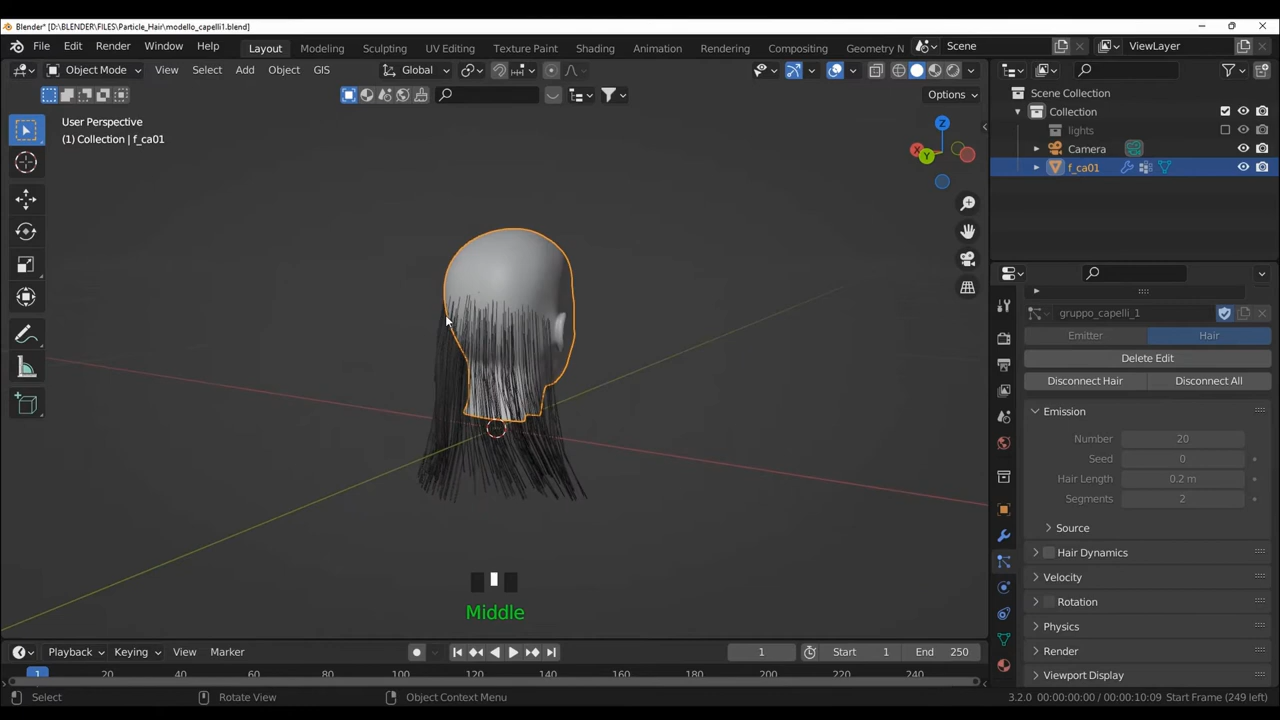 Blender* [D:\BLENDER\FILES\Particle_Hair\modello_capelli1.blend]
File Edit Render Window Help Layout Modeling Sculpting UV Editing Texture Paint Shading Animation Rendering Compositing Geometry N Scene ViewLayer
Object Mode View Select Add Object GIS Global
Options
User Perspective
(1) Collection | f_ca01
Z
X
Y
Scene Collection
Collection
lights
Camera
f_ca01
gruppo_capelli_1
Emitter Hair
Delete Edit
Disconnect Hair Disconnect All
Emission
Number 20
Seed 0
Hair Length 0.2 m
Segments 2
Source
Hair Dynamics
Velocity
Rotation
Physics
Render
Viewport Display
Middle
Playback Keying View Marker 1 Start 1 End 250
1 20 40 60 80 100 120 140 160 180 200 220 240
Select Rotate View Object Context Menu 3.2.0 00:00:00:00 / 00:00:10:09 Start Frame (249 left)